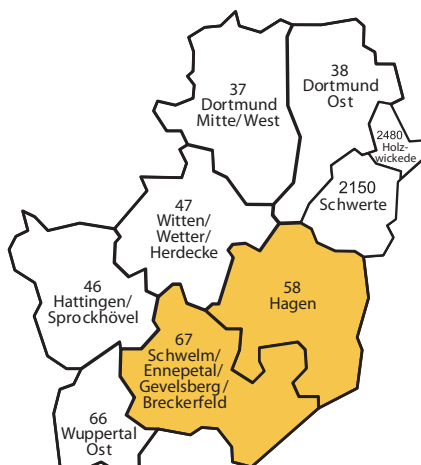 37
Dortmund
Mitte/West
38
Dortmund
Ost
2480
Holz-
wickede
2150
Schwerte
47
Witten/
Wetter/
Herdecke
46
Hattingen/
Sprockhövel
58
Hagen
67
Schwelm/
Ennepetal/
Gevelsberg/
Breckerfeld
66
Wuppertal
Ost